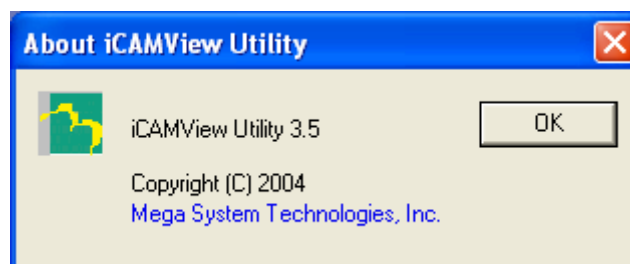 About iCAMView Utility
iCAMView Utility 3.5
OK
Copyright (C) 2004
Mega System Technologies, Inc.